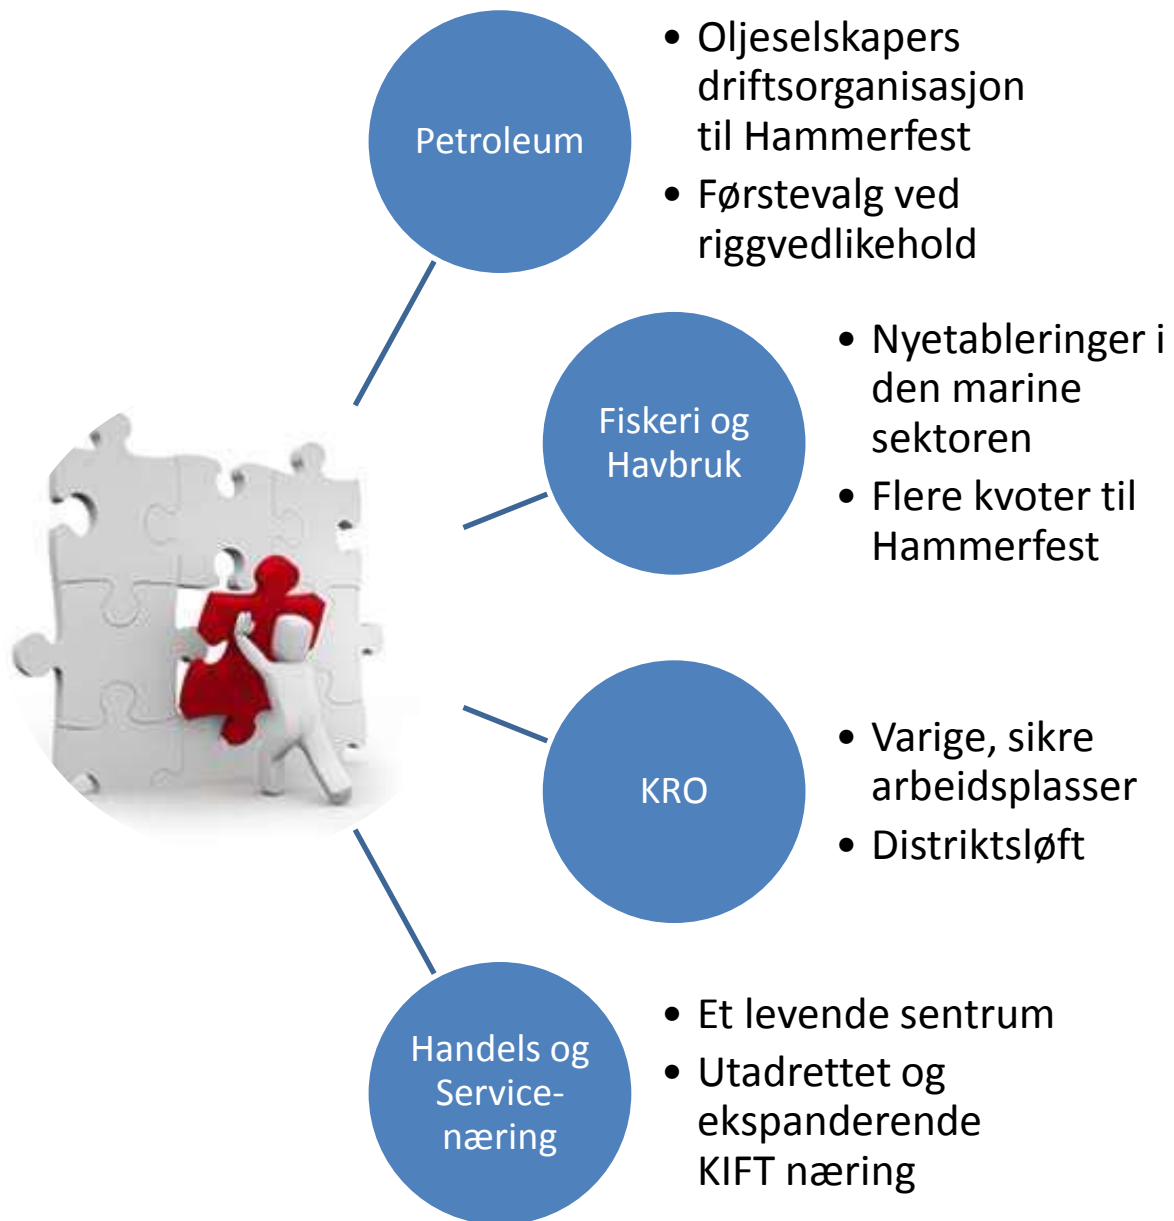 Petroleum
• Oljeselskapers
driftsorganisasjon
til Hammerfest
• Førstevalg ved
riggvedlikehold
Fiskeri og
Havbruk
• Nyetableringer i
den marine
sektoren
• Flere kvoter til
Hammerfest
KRO
• Varige, sikre
arbeidsplasser
• Distriktsløft
Handels og
Service-
næring
• Et levende sentrum
• Utadrettet og
ekspanderende
KIFT næring